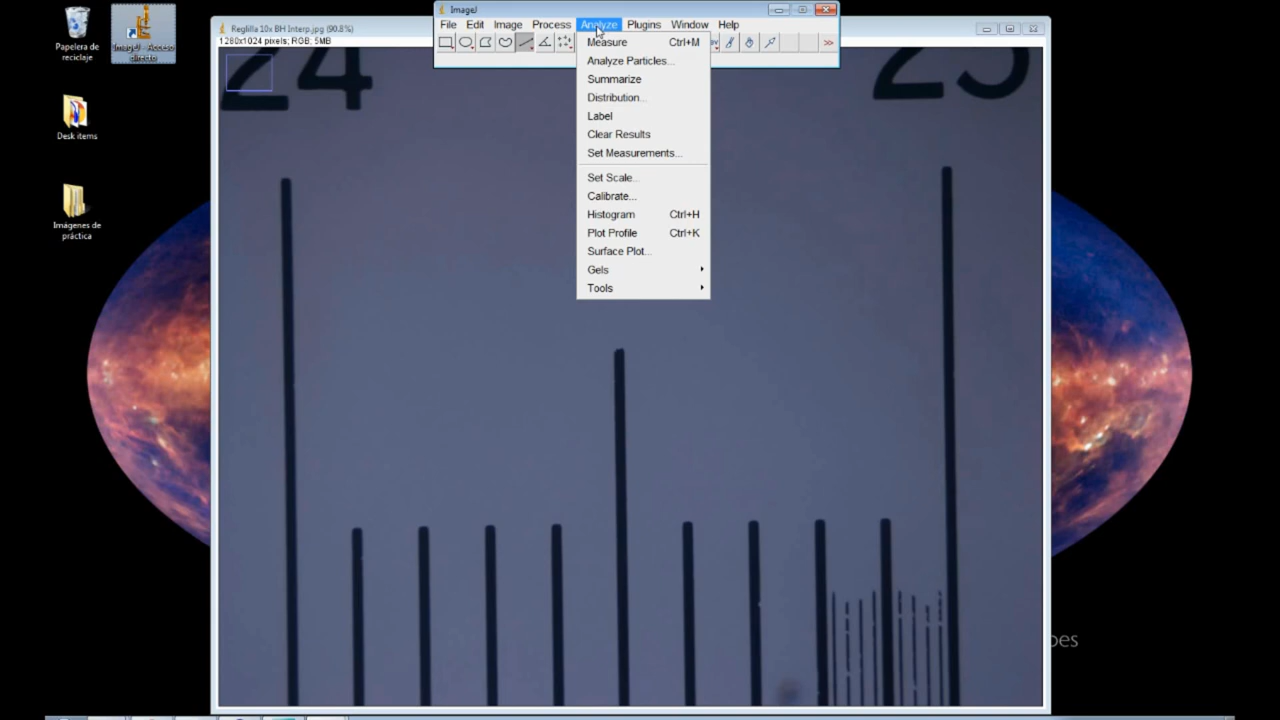 Papelera de
reciclaje
ImageJ - Acceso
directo
Desk items
Imágenes de
práctica
Reglilla 10x BH Interp.jpg (90.8%)
1280x1024 pixels; RGB; 5MB
ImageJ
File Edit Image Process Analyze Plugins Window Help
>>
Measure Ctrl+M
Analyze Particles...
Summarize
Distribution...
Label
Clear Results
Set Measurements...
Set Scale...
Calibrate...
Histogram Ctrl+H
Plot Profile Ctrl+K
Surface Plot...
Gels
Tools
24
25